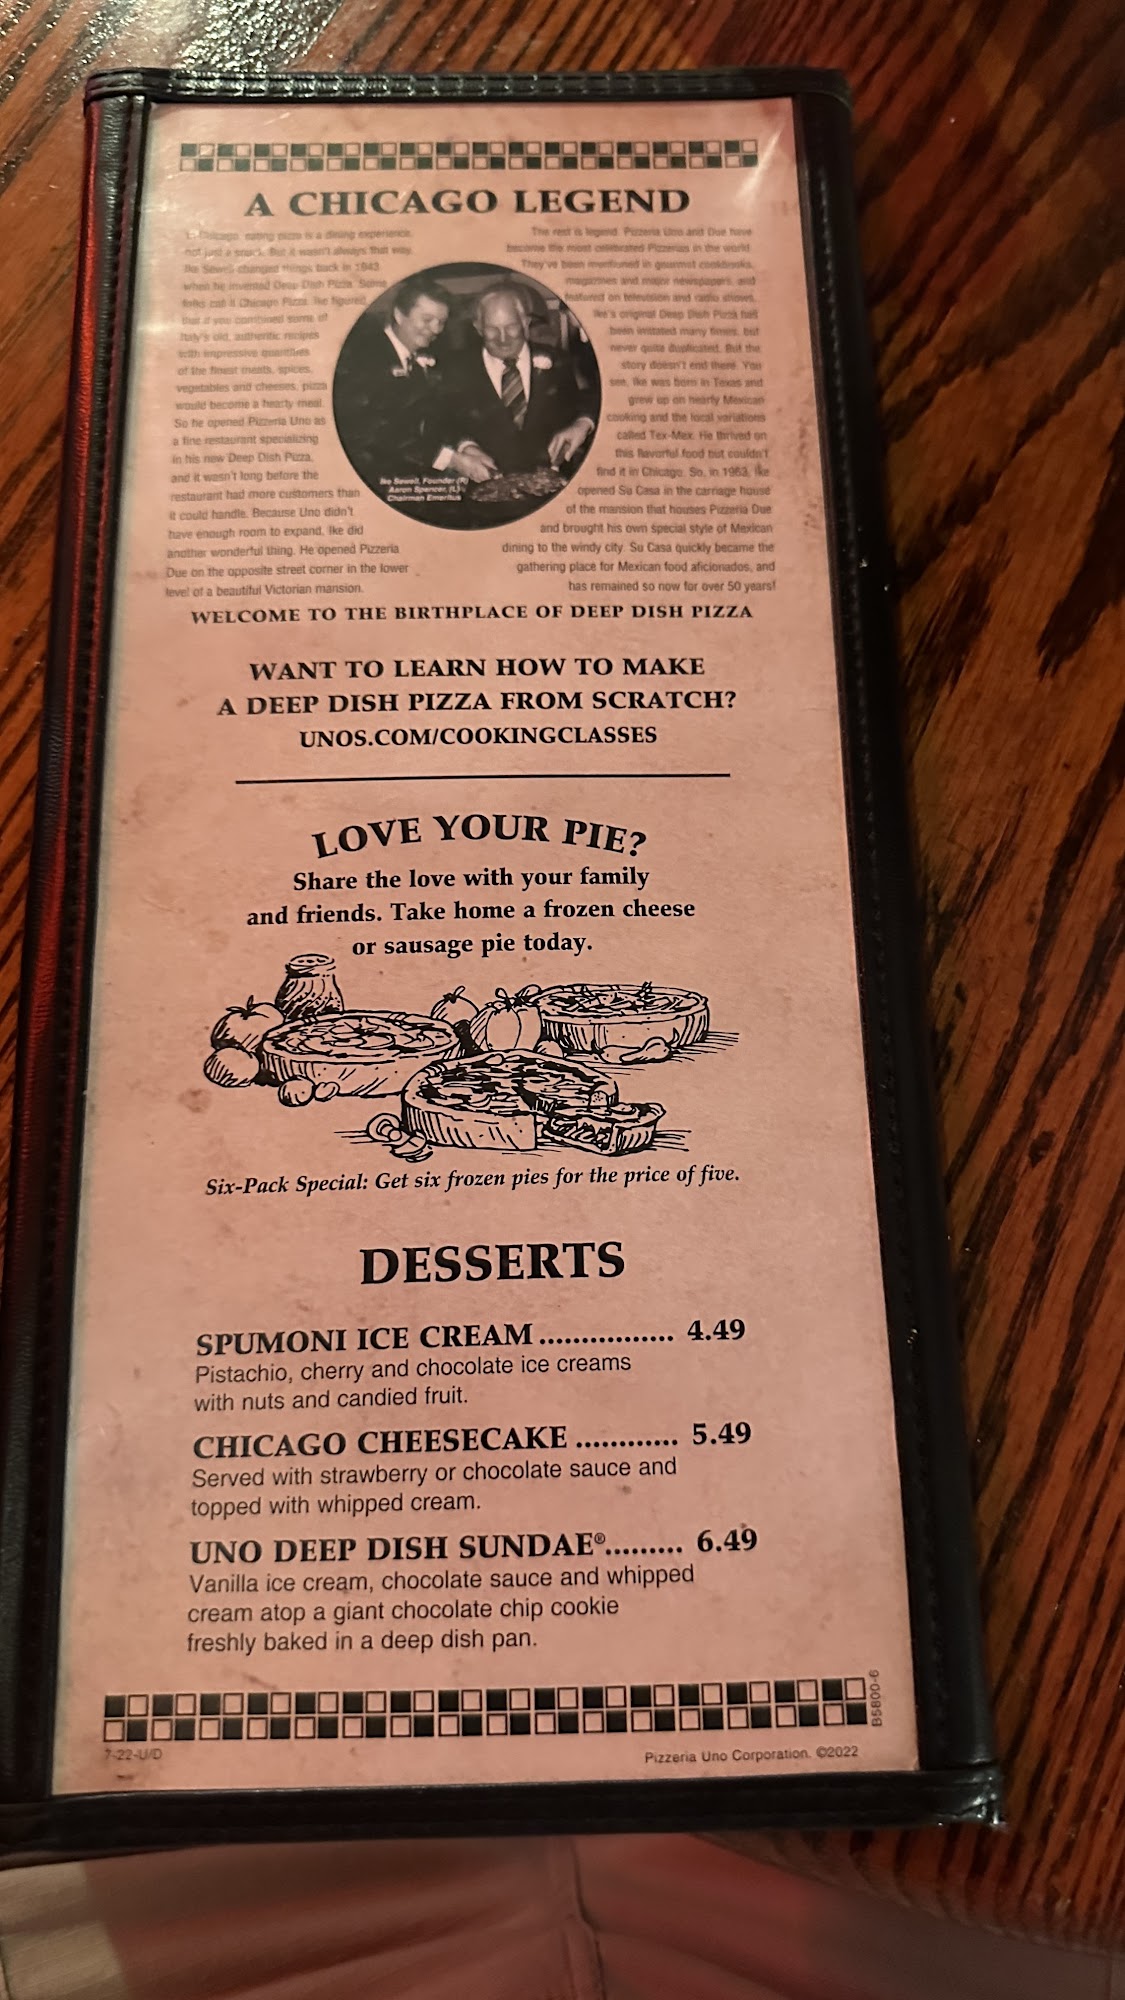 A CHICAGO LEGEND
In Chicago, eating pizza is a dining experience,
not just a snack. But it wasn't always that way.
Ike Sewell changed things back in 1943
when he invented Deep Dish Pizza. Some
folks call it Chicago Pizza. Ike figured
that if you combined some of
Italy's old, authentic recipes
with impressive quantities
of the finest meats, spices,
vegetables and cheeses, pizza
would become a hearty meal.
So he opened Pizzeria Uno as
a fine restaurant specializing
in his new Deep Dish Pizza,
and it wasn't long before the
restaurant had more customers than
it could handle. Because Uno didn't
have enough room to expand, Ike did
another wonderful thing. He opened Pizzeria
Due on the opposite street corner in the lower
level of a beautiful Victorian mansion.
The rest is legend. Pizzeria Uno and Due have
become the most celebrated Pizzerias in the world.
They've been mentioned in gourmet cookbooks,
magazines and major newspapers, and
featured on television and radio shows.
Ike's original Deep Dish Pizza has
been imitated many times, but
never quite duplicated. But the
story doesn't end there. You
see, Ike was born in Texas and
grew up on hearty Mexican
cooking and the local variations
called Tex-Mex. He thrived on
this flavorful food but couldn't
find it in Chicago. So, in 1963, Ike
opened Su Casa in the carriage house
of the mansion that houses Pizzeria Due
and brought his own special style of Mexican
dining to the windy city. Su Casa quickly became the
gathering place for Mexican food aficionados, and
has remained so now for over 50 years!
Ike Sewell, Founder (R)
Aaron Spencer, (L)
Chairman Emeritus
WELCOME TO THE BIRTHPLACE OF DEEP DISH PIZZA
WANT TO LEARN HOW TO MAKE
A DEEP DISH PIZZA FROM SCRATCH?
UNOS.COM/COOKINGCLASSES
LOVE YOUR PIE?
Share the love with your family
and friends. Take home a frozen cheese
or sausage pie today.
Six-Pack Special: Get six frozen pies for the price of five.
DESSERTS
SPUMONI ICE CREAM................ 4.49
Pistachio, cherry and chocolate ice creams
with nuts and candied fruit.
CHICAGO CHEESECAKE ............ 5.49
Served with strawberry or chocolate sauce and
topped with whipped cream.
UNO DEEP DISH SUNDAE®......... 6.49
Vanilla ice cream, chocolate sauce and whipped
cream atop a giant chocolate chip cookie
freshly baked in a deep dish pan.
B5800-6
7-22-U/D
Pizzeria Uno Corporation. ©2022